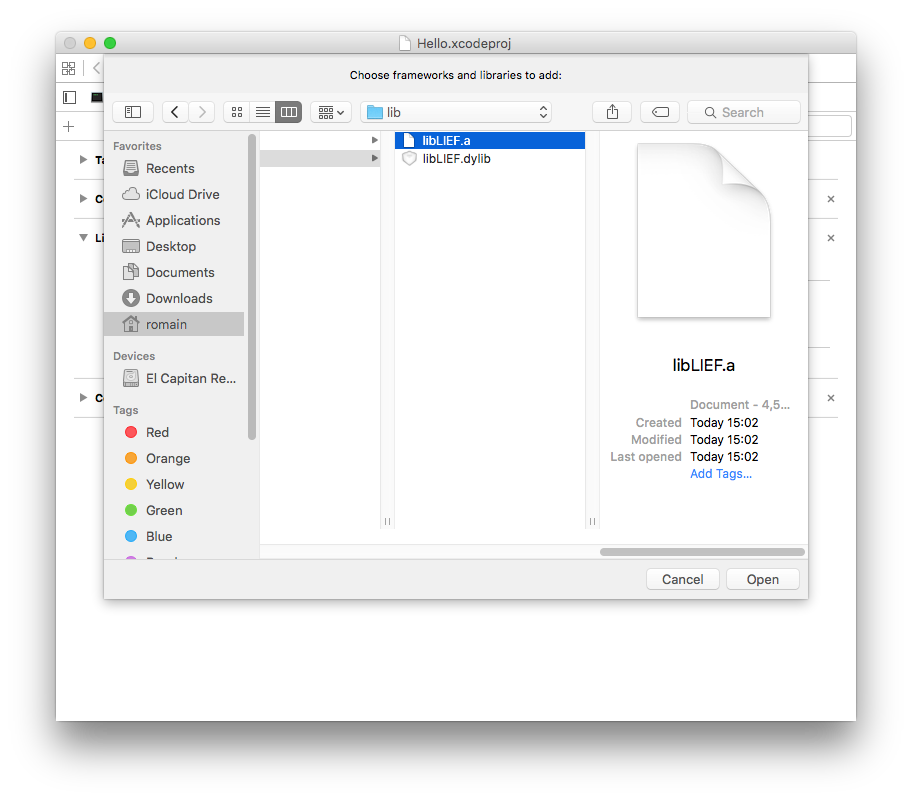 Hello.xcodeproj
Choose frameworks and libraries to add:
lib
Search
Favorites
Recents
iCloud Drive
Applications
Desktop
Documents
Downloads
romain
Devices
El Capitan Re...
Tags
Red
Orange
Yellow
Green
Blue
libLIEF.a
libLIEF.dylib
libLIEF.a
Document - 4,5...
Created Today 15:02
Modified Today 15:02
Last opened Today 15:02
Add Tags...
Cancel
Open